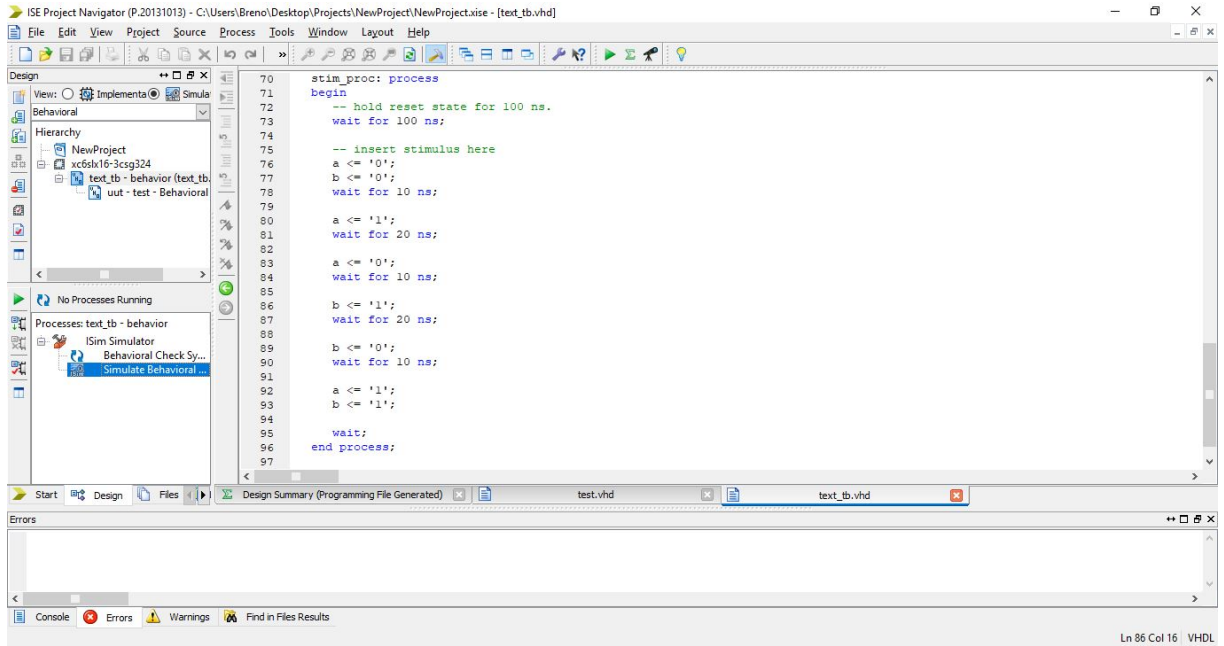 ISE Project Navigator (P.20131013) - C:\Users\Breno\Desktop\Projects\NewProject\NewProject.xise - [text_tb.vhd]
File Edit View Project Source Process Tools Window Layout Help
Design
View: Implementa Simula
Behavioral
Hierarchy
NewProject
xc6slx16-3csg324
text_tb - behavior (text_tb.
uut - test - Behavioral
No Processes Running
Processes: text_tb - behavior
ISim Simulator
Behavioral Check Sy...
Simulate Behavioral ...
Start Design Files
70 stim_proc: process
71 begin
72 -- hold reset state for 100 ns.
73 wait for 100 ns;
74
75 -- insert stimulus here
76 a <= '0';
77 b <= '0';
78 wait for 10 ns;
79
80 a <= '1';
81 wait for 20 ns;
82
83 a <= '0';
84 wait for 10 ns;
85
86 b <= '1';
87 wait for 20 ns;
88
89 b <= '0';
90 wait for 10 ns;
91
92 a <= '1';
93 b <= '1';
94
95 wait;
96 end process;
97
Design Summary (Programming File Generated) test.vhd text_tb.vhd
Errors
Console Errors Warnings Find in Files Results
Ln 86 Col 16 VHDL